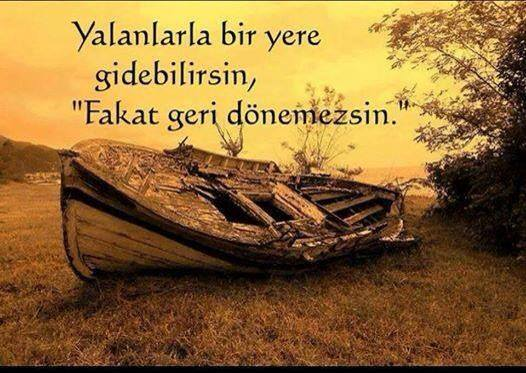 Yalanlarla bir yere
gidebilirsin,
"Fakat geri dönemezsin."